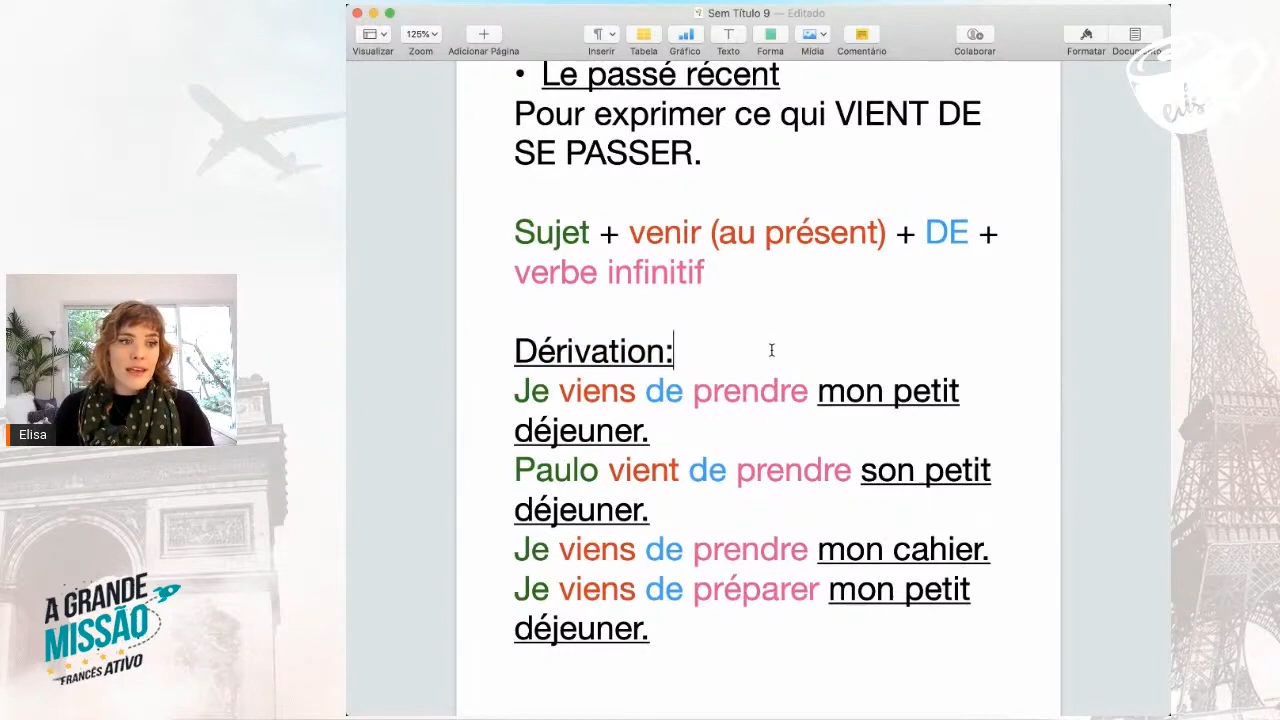 Sem Título 9 — Editado
125%
Visualizar
Zoom
Adicionar Página
Inserir
Tabela
Gráfico
Texto
Forma
Mídia
Comentário
Colaborar
Formatar
• Le passé récent
Pour exprimer ce qui VIENT DE
SE PASSER.
Sujet + venir (au présent) + DE +
verbe infinitif
Dérivation:
Je viens de prendre mon petit
déjeuner.
Paulo vient de prendre son petit
déjeuner.
Je viens de prendre mon cahier.
Je viens de préparer mon petit
déjeuner.
Elisa
A GRANDE
MISSÃO
FRANCÊS ATIVO